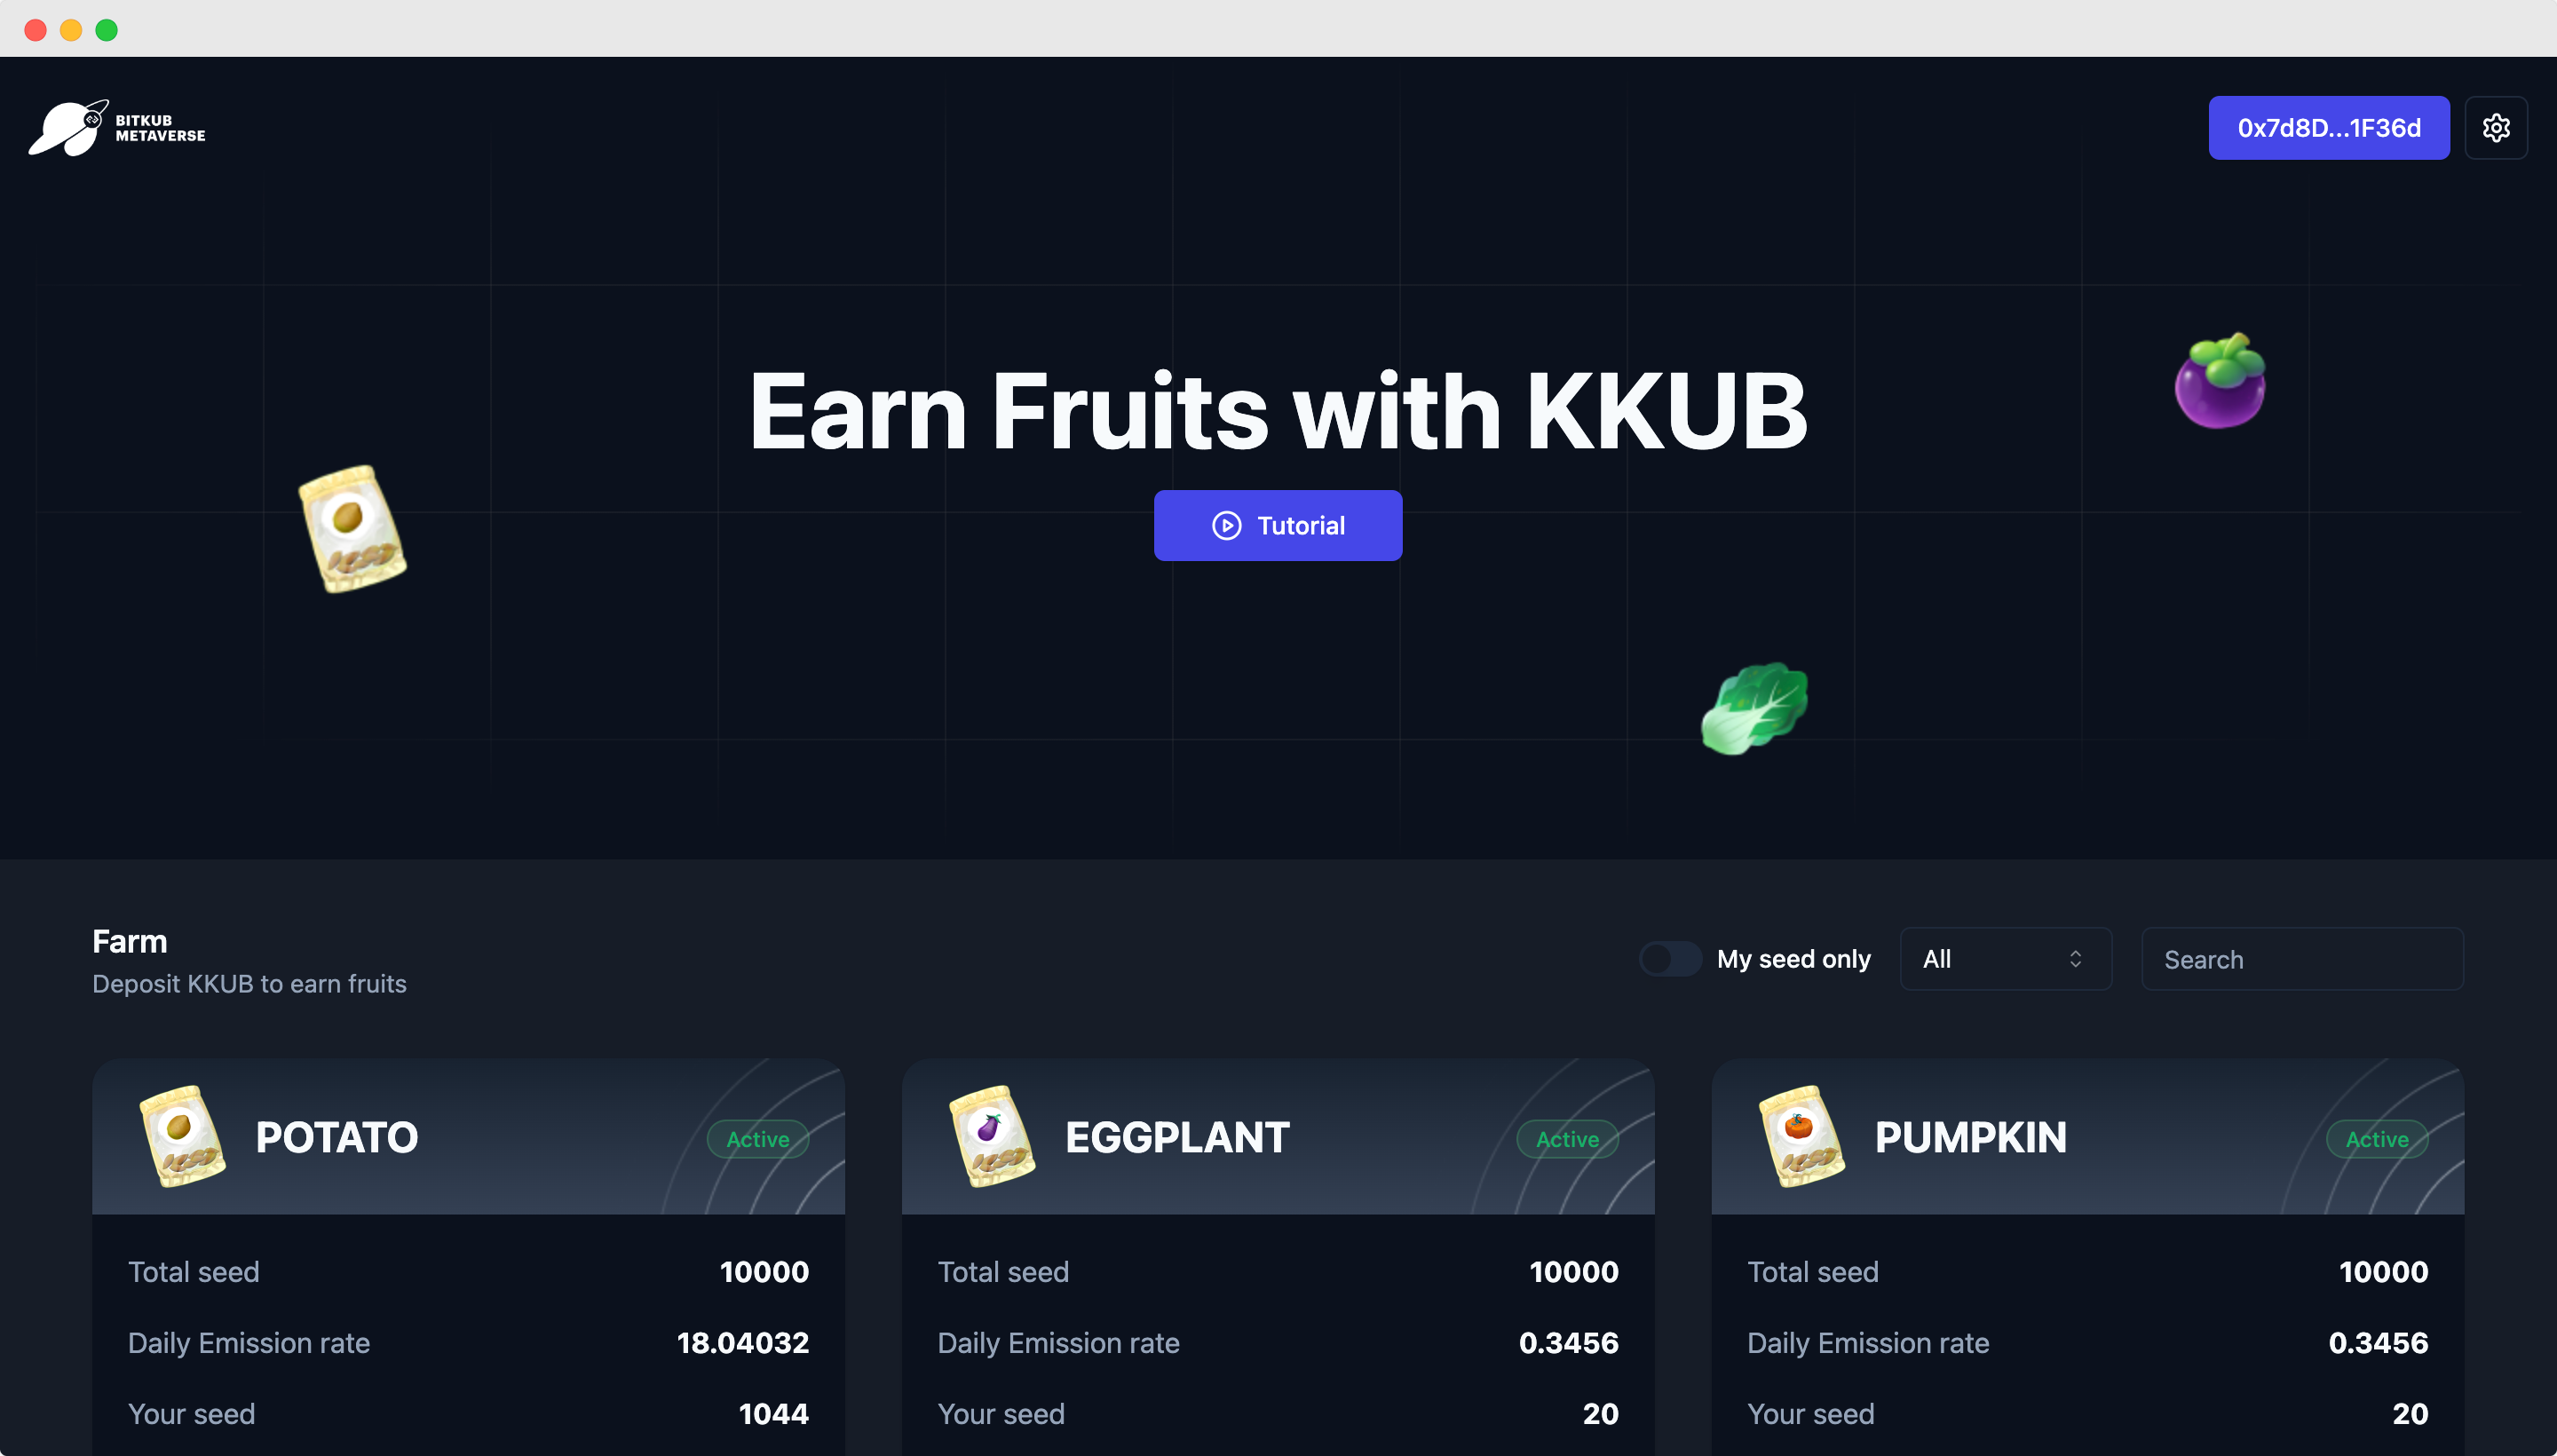 BITKUB
METAVERSE
0x7d8D...1F36d
Earn Fruits with KKUB
Tutorial
Farm
Deposit KKUB to earn fruits
My seed only
All
Search
POTATO
Active
Total seed
10000
Daily Emission rate
18.04032
Your seed
1044
EGGPLANT
Active
Total seed
10000
Daily Emission rate
0.3456
Your seed
20
PUMPKIN
Active
Total seed
10000
Daily Emission rate
0.3456
Your seed
20